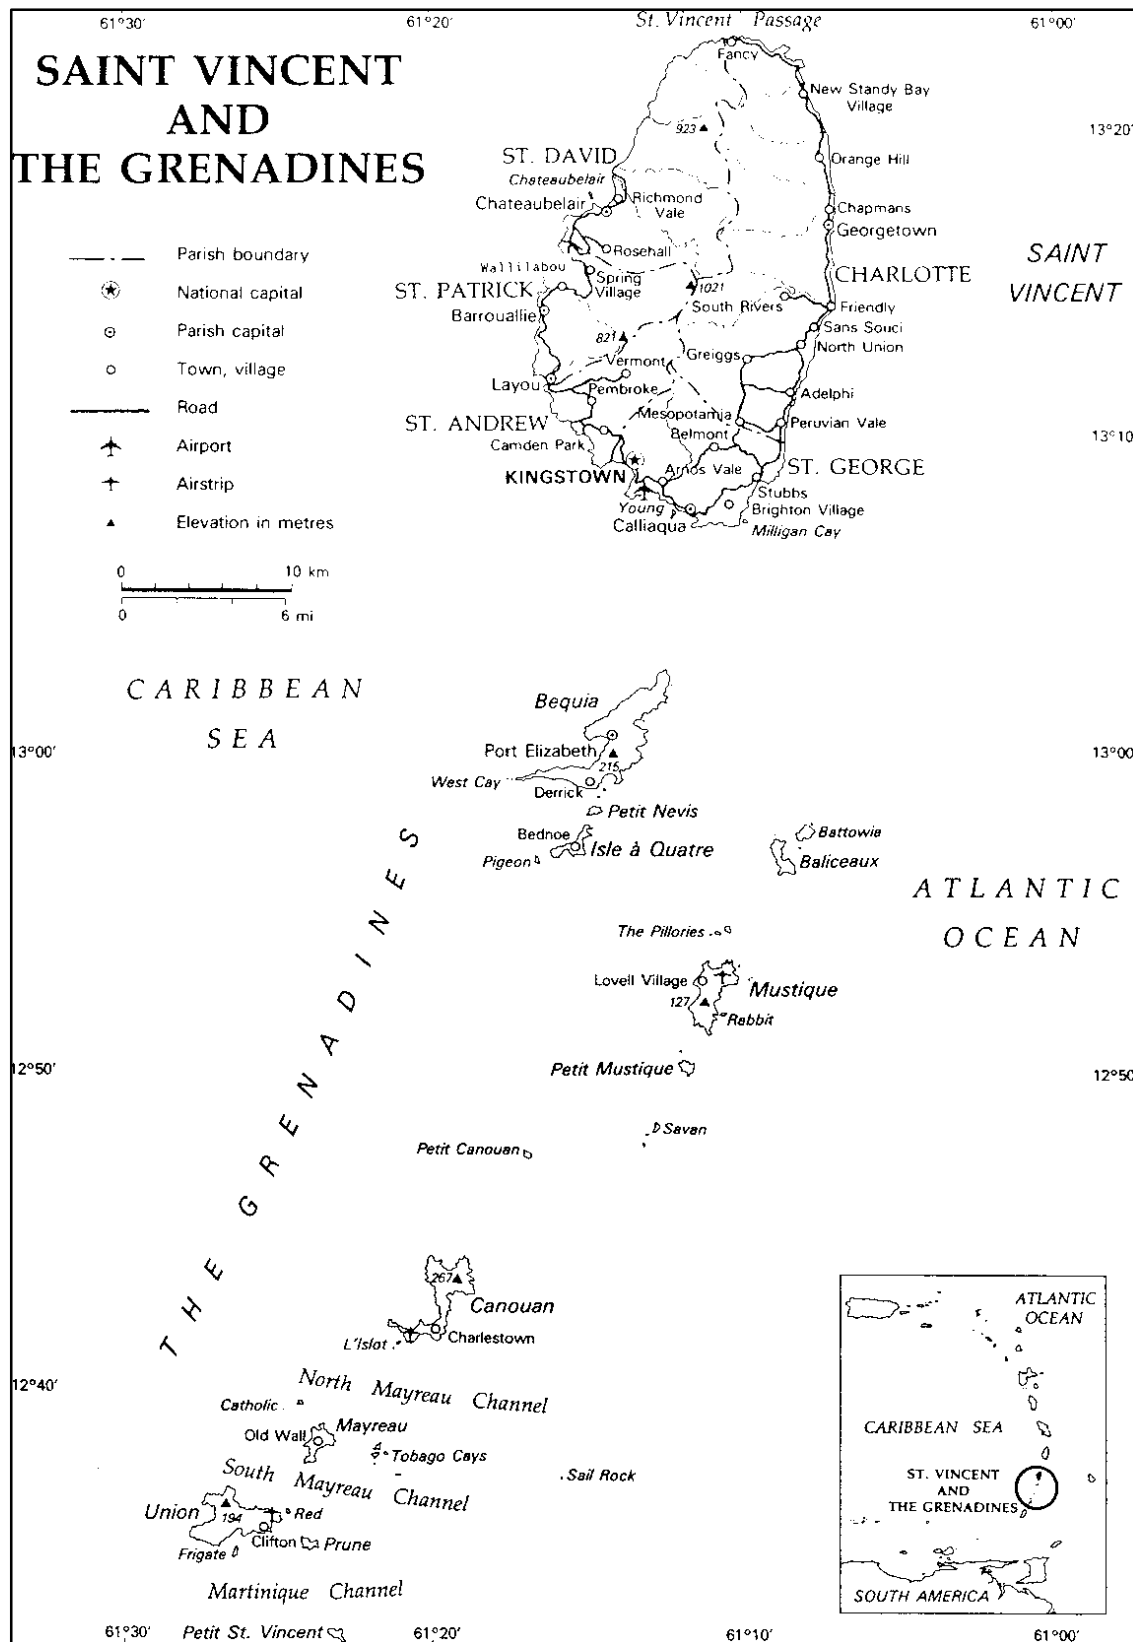 61°30'
61°20'
St. Vincent Passage
61°00'
SAINT VINCENT
AND
THE GRENADINES
Fancy
New Standy Bay
Village
923
13°20'
ST. DAVID
Orange Hill
Chateaubelair
Richmond
Vale
Chateaubelair
Chapmans
Georgetown
Parish boundary
Rosehall
SAINT
VINCENT
Wallilabou
Spring
Village
CHARLOTTE
National capital
ST. PATRICK
1021
South Rivers
Friendly
Barrouallie
Sans Souci
Parish capital
821
North Union
Vermont
Greiggs
Town, village
Layou
Pembroke
Adelphi
Road
Mesopotamia
Peruvian Vale
ST. ANDREW
Belmont
13°10'
Camden Park
Airport
KINGSTOWN
Arnos Vale
ST. GEORGE
Airstrip
Stubbs
Young
Brighton Village
Calliaqua
Milligan Cay
Elevation in metres
0
10 km
0
6 mi
CARIBBEAN
SEA
Bequia
13°00'
Port Elizabeth
13°00'
215
West Cay
Derrick
Petit Nevis
Bednoe
Isle à Quatre
Battowia
Pigeon
Baliceaux
ATLANTIC
OCEAN
THE GRENADINES
The Pillories
Lovell Village
Mustique
127
Rabbit
12°50'
Petit Mustique
12°50'
Savan
Petit Canouan
267
Canouan
L'Islot
Charlestown
12°40'
North Mayreau Channel
Catholic
Mayreau
Old Wall
Tobago Cays
South Mayreau Channel
Sail Rock
Union
194
Red
Clifton
Prune
Frigate
Martinique Channel
61°30'
Petit St. Vincent
61°20'
61°10'
61°00'
ATLANTIC
OCEAN
CARIBBEAN SEA
ST. VINCENT
AND
THE GRENADINES
SOUTH AMERICA